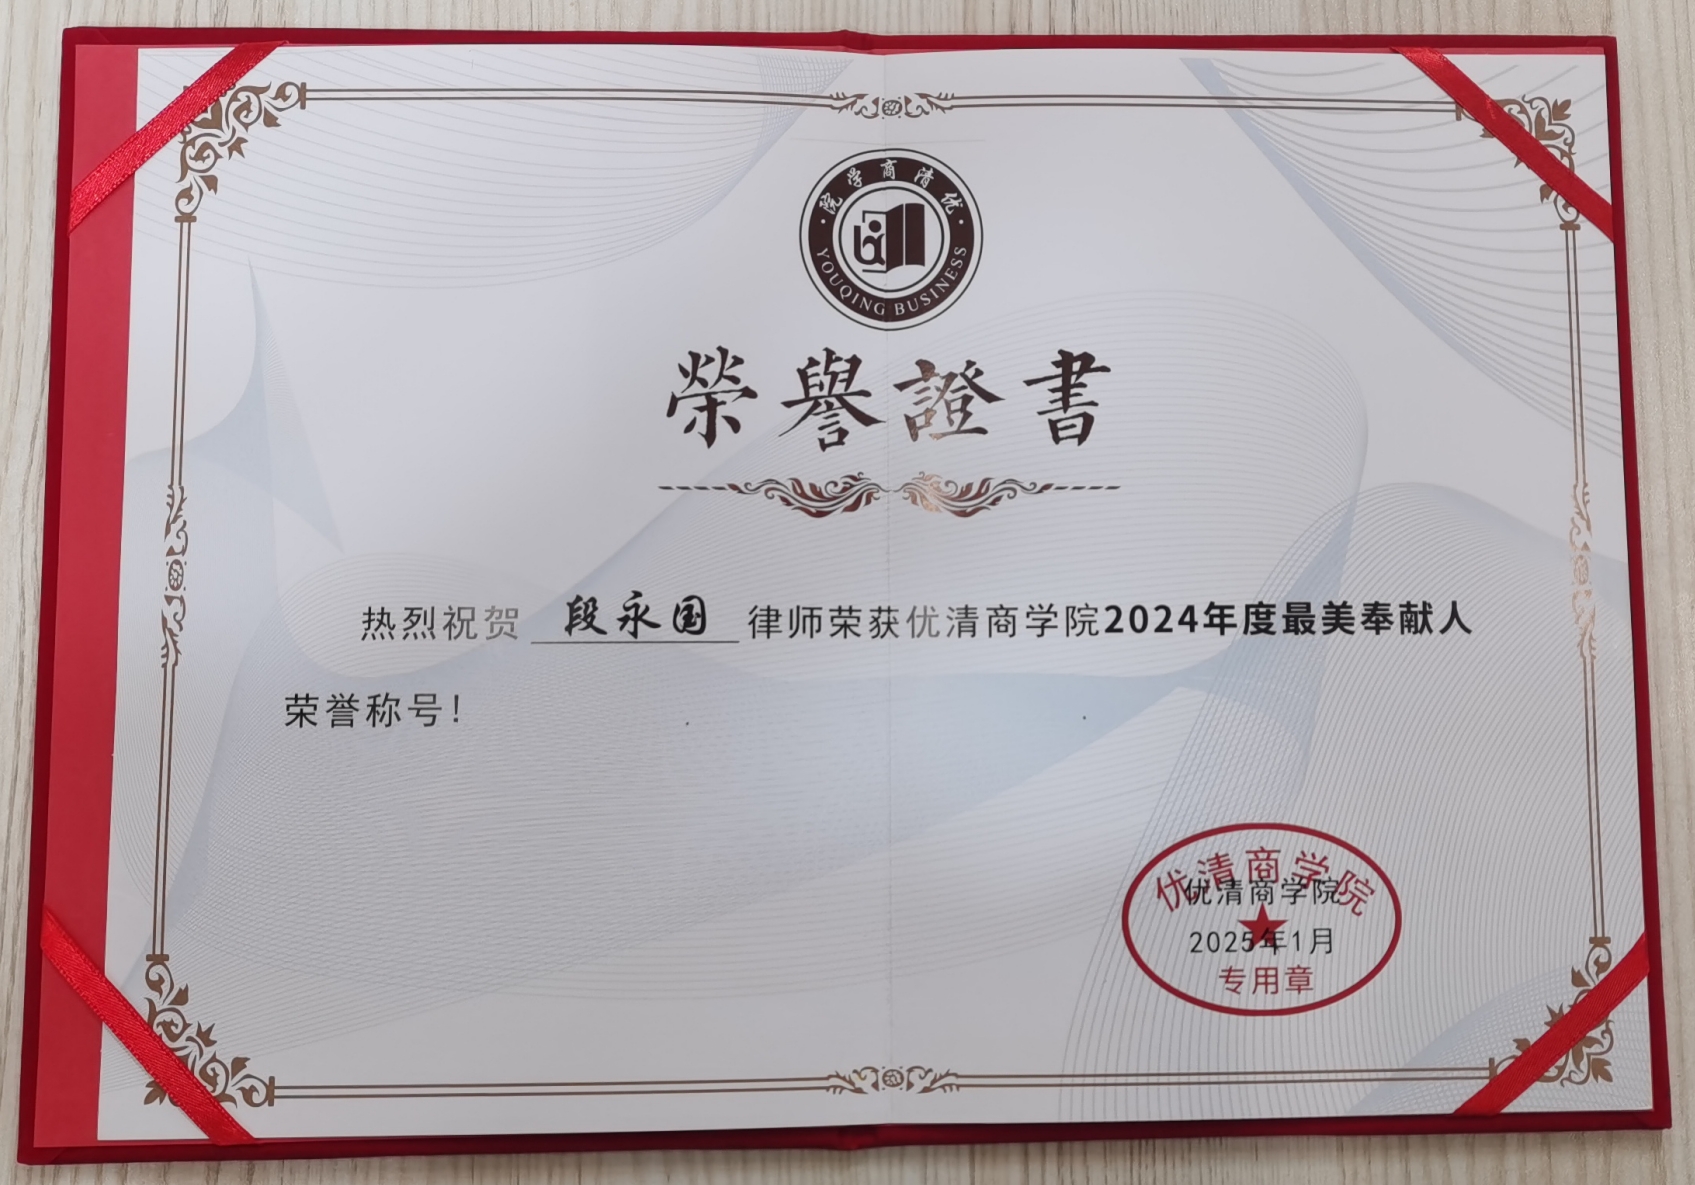 优清商学院
YOUQING BUSINESS
榮譽證書
热烈祝贺 段永国 律师荣获优清商学院2024年度最美奉献人
荣誉称号!
优清商学院
优清商学院
2025年1月
专用章